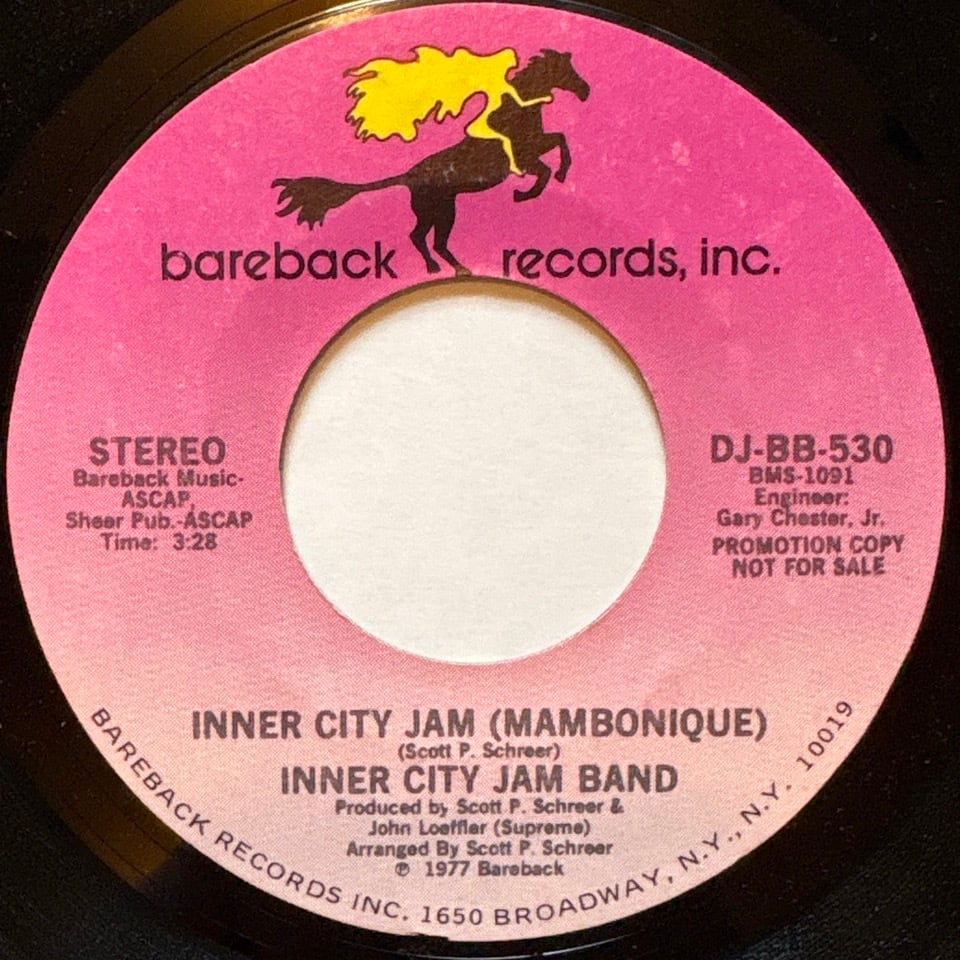 bareback records, inc.
STEREO
Bareback Music-
ASCAP,
Sheer Pub.-ASCAP
Time: 3:28
DJ-BB-530
BMS-1091
Engineer:
Gary Chester, Jr.
PROMOTION COPY
NOT FOR SALE
INNER CITY JAM (MAMBONIQUE)
(Scott P. Schreer)
INNER CITY JAM BAND
Produced by Scott P. Schreer &
John Loeffler (Supreme)
Arranged By Scott P. Schreer
℗ 1977 Bareback
BAREBACK RECORDS INC. 1650 BROADWAY, N.Y., N.Y. 10019